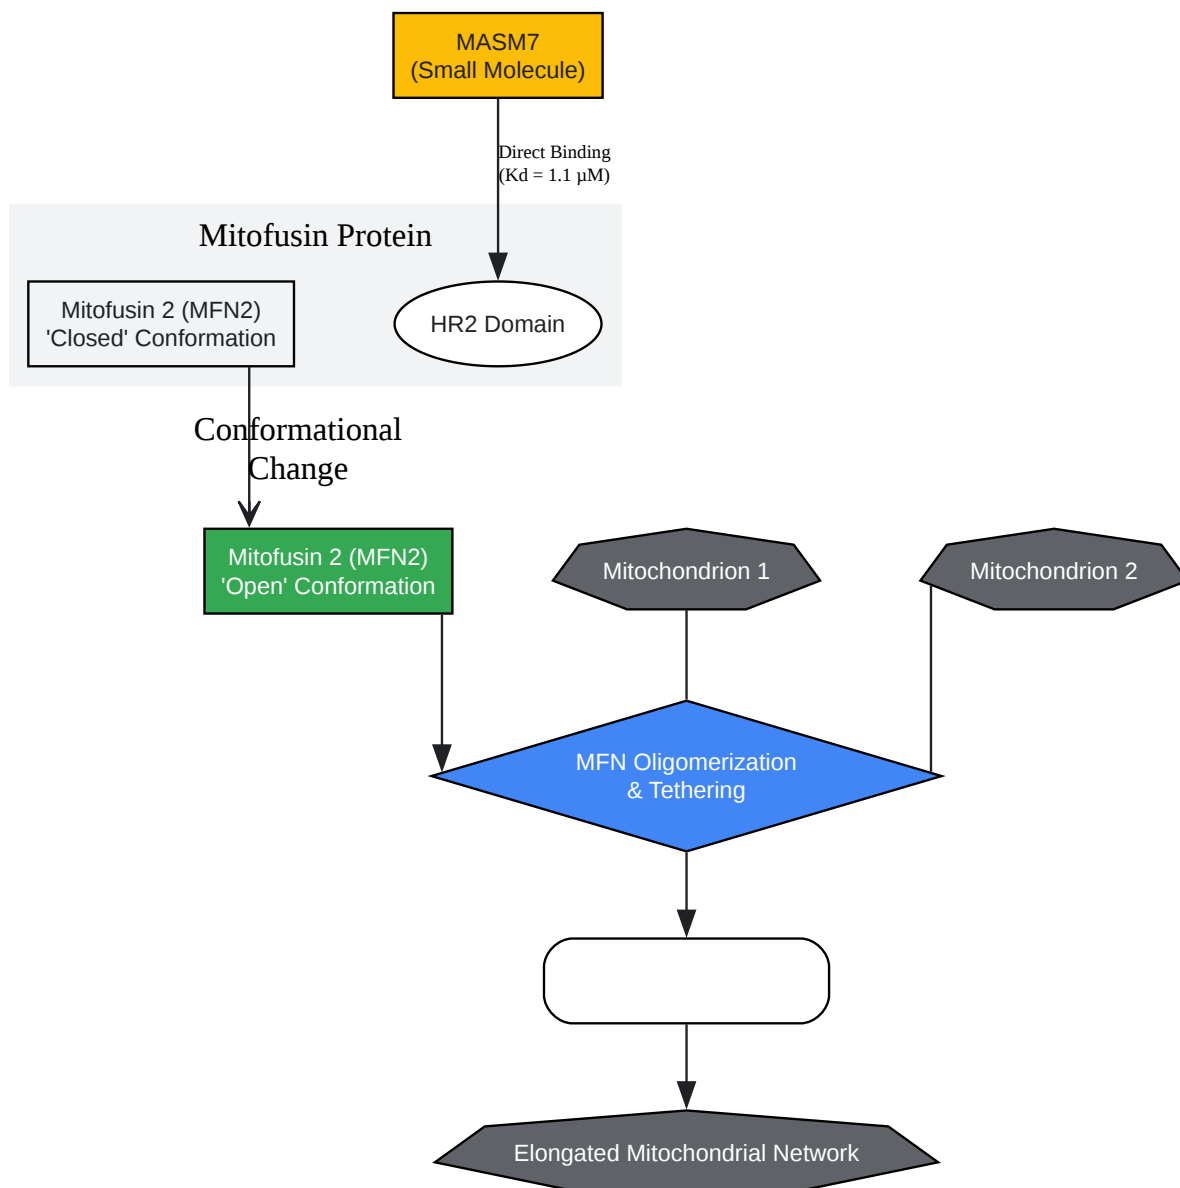 MASM7
(Small Molecule)
Direct Binding
(Kd = 1.1 µM)
Mitofusin Protein
Mitofusin 2 (MFN2)
'Closed' Conformation
HR2 Domain
Conformational
Change
Mitofusin 2 (MFN2)
'Open' Conformation
Mitochondrion 1
Mitochondrion 2
MFN Oligomerization
& Tethering
Elongated Mitochondrial Network